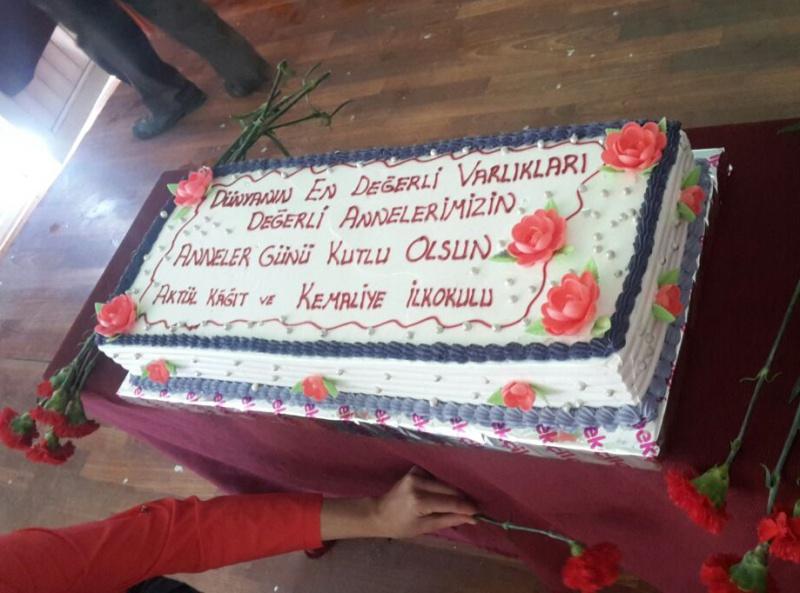 DÜNYANIN EN DEĞERLİ VARLIKLARI
DEĞERLİ ANNELERİMİZİN
ANNELER GÜNÜ KUTLU OLSUN
AKTÜL KÂĞIT VE KEMALİYE İLKOKULU